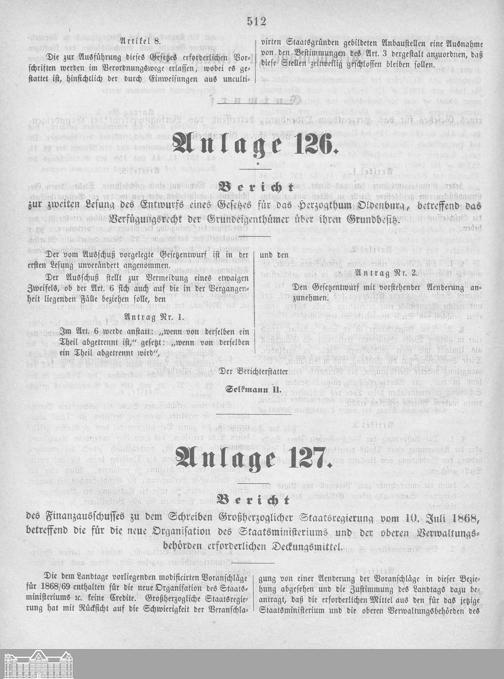 512
Artikel 8.
Die zur Ausführung dieses Gesetzes erforderlichen Vor-
schriften werden im Verordnungswege erlassen, wobei es ge-
stattet ist, hinsichtlich der durch Einweisungen aus unculti-
virten Staatsgründen gebildeten Anbaustellen eine Ausnahme
von den Bestimmungen des Art. 3 dergestalt anzuordnen, daß
diese Stellen zeitweilig geschlossen bleiben sollen.
Anlage 126.
Bericht
zur zweiten Lesung des Entwurfs eines Gesetzes für das Herzogthum Oldenburg, betreffend das
Verfügungsrecht der Grundeigenthümer über ihren Grundbesitz.
Der vom Ausschuß vorgelegte Gesetzentwurf ist in der
ersten Lesung unverändert angenommen.
Der Ausschuß stellt zur Vermeidung eines etwaigen
Zweifels, ob der Art. 6 sich auch auf die in der Vergangen-
heit liegenden Fälle beziehen solle, den
Antrag Nr. 1.
Im Art. 6 werde anstatt: „wenn von derselben ein
Theil abgetrennt ist,“ gesetzt: „wenn von derselben
ein Theil abgetrennt wird“,
und den
Antrag Nr. 2.
Den Gesetzentwurf mit vorstehender Aenderung an-
zunehmen.
Der Berichterstatter
Selkmann II.
Anlage 127.
Bericht
des Finanzausschusses zu dem Schreiben Großherzoglicher Staatsregierung vom 10. Juli 1868,
betreffend die für die neue Organisation des Staatsministeriums und der oberen Verwaltungs-
behörden erforderlichen Deckungsmittel.
Die dem Landtage vorliegenden modificirten Voranschläge
für 1868/69 enthalten für die neue Organisation des Staats-
ministeriums ꝛc. keine Credite. Großherzogliche Staatsregie-
rung hat mit Rücksicht auf die Schwierigkeit der Veranschla-
gung von einer Aenderung der Voranschläge in dieser Bezie-
hung abgesehen und die Zustimmung des Landtags dazu be-
antragt, daß die erforderlichen Mittel aus den für das jetzige
Staatsministerium und die oberen Verwaltungsbehörden des